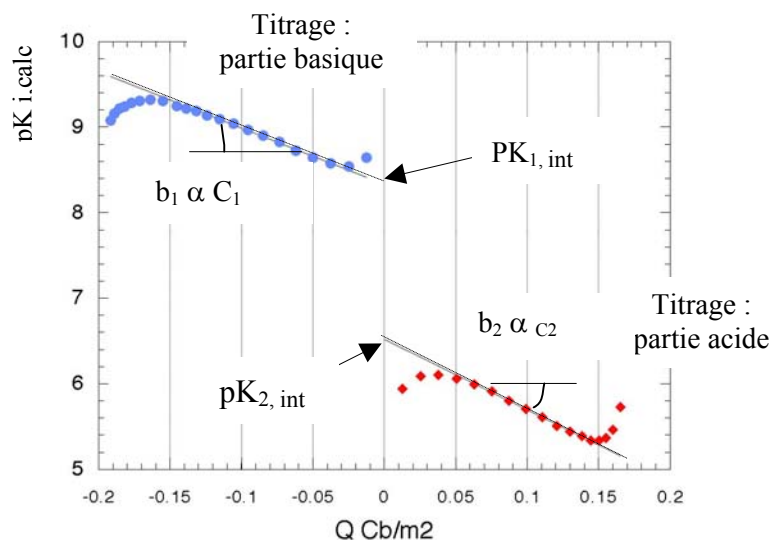 Titrage :
partie basique
pK i.calc
10
9
8
7
6
5
PK1, int
b1 α C1
Titrage :
partie acide
b2 α C2
pK2, int
-0.2 -0.15 -0.1 -0.05 0 0.05 0.1 0.15 0.2
Q Cb/m2